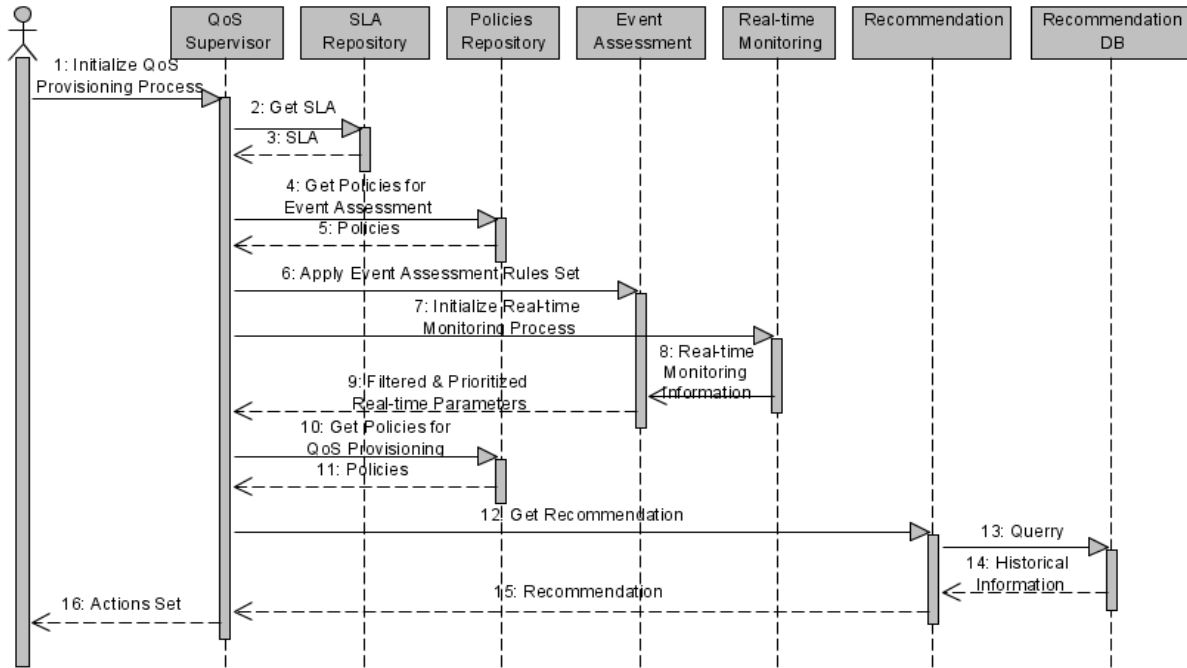 QoS
Supervisor
SLA
Repository
Policies
Repository
Event
Assessment
Real-time
Monitoring
Recommendation
Recommendation
DB
1: Initialize QoS
Provisioning Process
2: Get SLA
3: SLA
4: Get Policies for
Event Assessment
5: Policies
6: Apply Event Assessment Rules Set
7: Initialize Real-time
Monitoring Process
8: Real-time
Monitoring
Information
9: Filtered & Prioritized
Real-time Parameters
10: Get Policies for
QoS Provisioning
11: Policies
12: Get Recommendation
13: Querry
14: Historical
Information
15: Recommendation
16: Actions Set